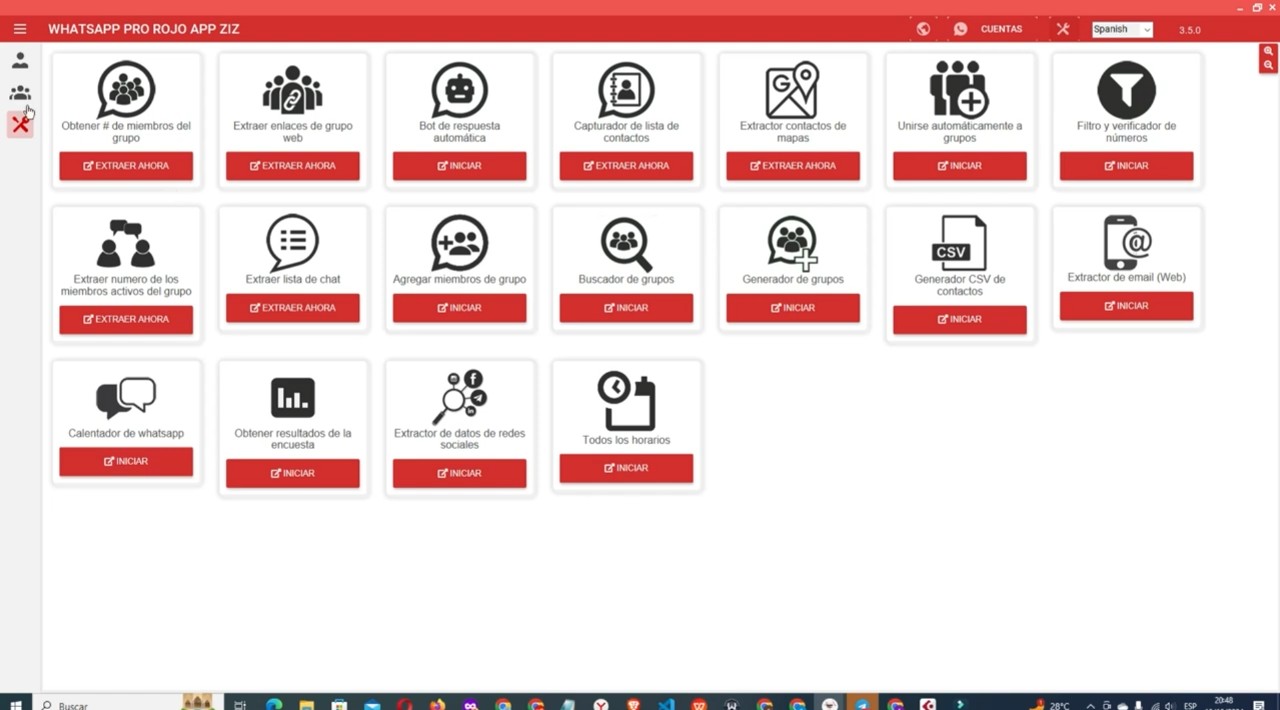 WHATSAPP PRO ROJO APP ZIZ
CUENTAS
Spanish
3.5.0
Obtener # de miembros del
grupo
EXTRAER AHORA
Extraer enlaces de grupo
web
EXTRAER AHORA
Bot de respuesta
automática
INICIAR
Capturador de lista de
contactos
EXTRAER AHORA
G
Extractor contactos de
mapas
EXTRAER AHORA
Unirse automáticamente a
grupos
INICIAR
Filtro y verificador de
números
INICIAR
Extraer numero de los
miembros activos del grupo
EXTRAER AHORA
Extraer lista de chat
EXTRAER AHORA
Agregar miembros de grupo
INICIAR
Buscador de grupos
INICIAR
Generador de grupos
INICIAR
CSV
Generador CSV de
contactos
INICIAR
Extractor de email (Web)
INICIAR
Calentador de whatsapp
INICIAR
Obtener resultados de la
encuesta
INICIAR
Extractor de datos de redes
sociales
INICIAR
Todos los horarios
INICIAR
Buscar
28°C
ESP
20:48